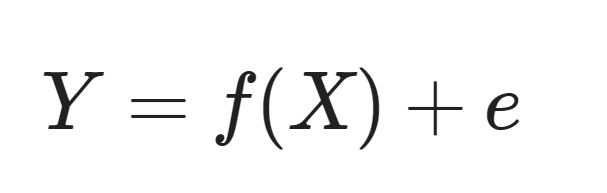 Y = f(X) + e